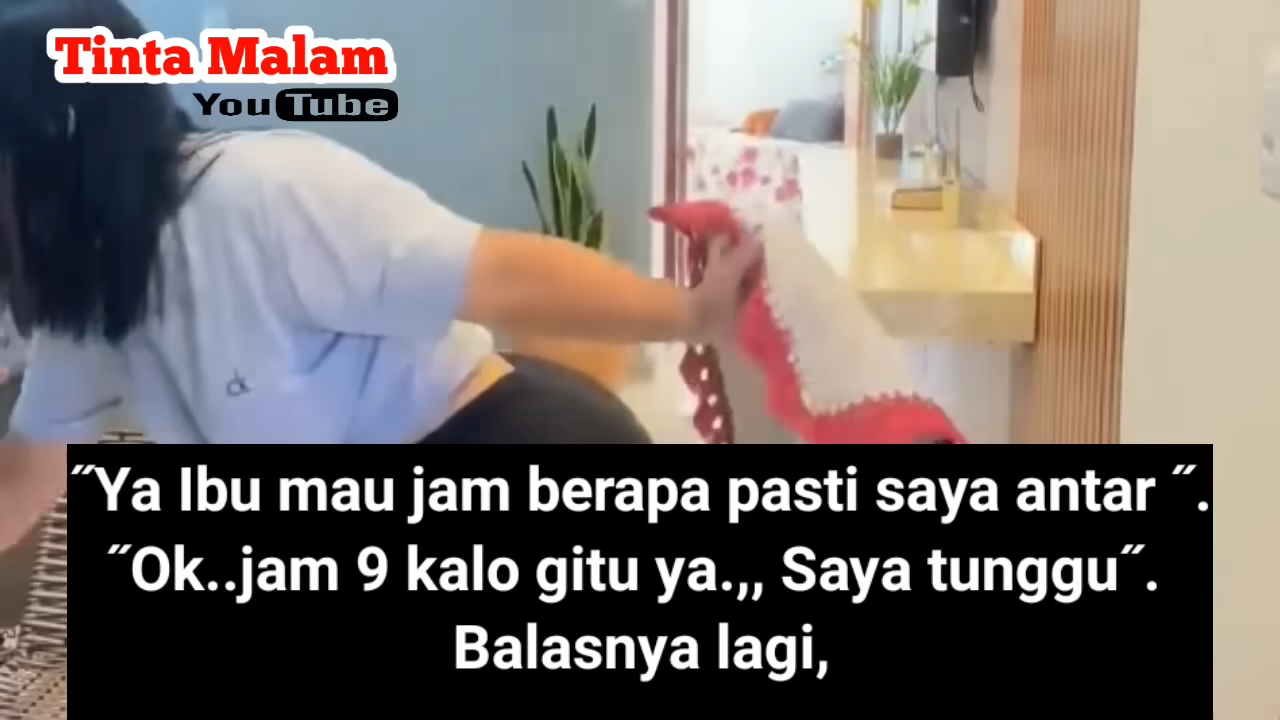 Tinta Malam
YouTube
dk
˝Ya Ibu mau jam berapa pasti saya antar ˝.
˝Ok..jam 9 kalo gitu ya.,, Saya tunggu˝.
Balasnya lagi,